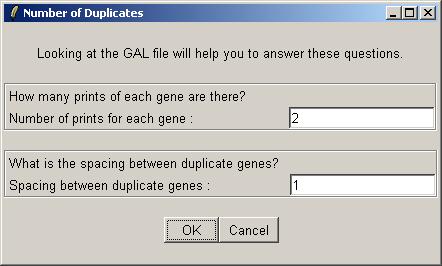 Number of Duplicates
Looking at the GAL file will help you to answer these questions.
How many prints of each gene are there?
Number of prints for each gene : 2
What is the spacing between duplicate genes?
Spacing between duplicate genes : 1
OK Cancel